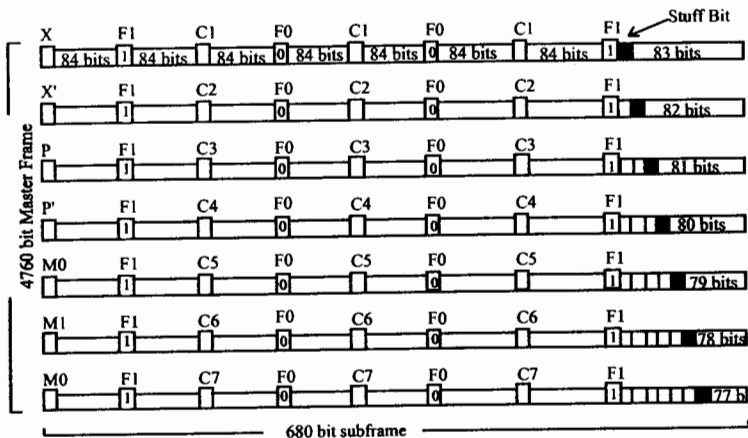 Stuff Bit
X F1 C1 F0 C1 F0 C1 F1
84 bits 1 84 bits 84 bits 0 84 bits 84 bits 0 84 bits 84 bits 1 83 bits
X' F1 C2 F0 C2 F0 C2 F1
1 0 0 1 82 bits
P F1 C3 F0 C3 F0 C3 F1
1 0 0 1 81 bits
P' F1 C4 F0 C4 F0 C4 F1
1 0 0 1 80 bits
M0 F1 C5 F0 C5 F0 C5 F1
1 0 0 1 79 bits
M1 F1 C6 F0 C6 F0 C6 F1
1 0 0 1 78 bits
M0 F1 C7 F0 C7 F0 C7 F1
1 0 0 1 77 b
4760 bit Master Frame
680 bit subframe